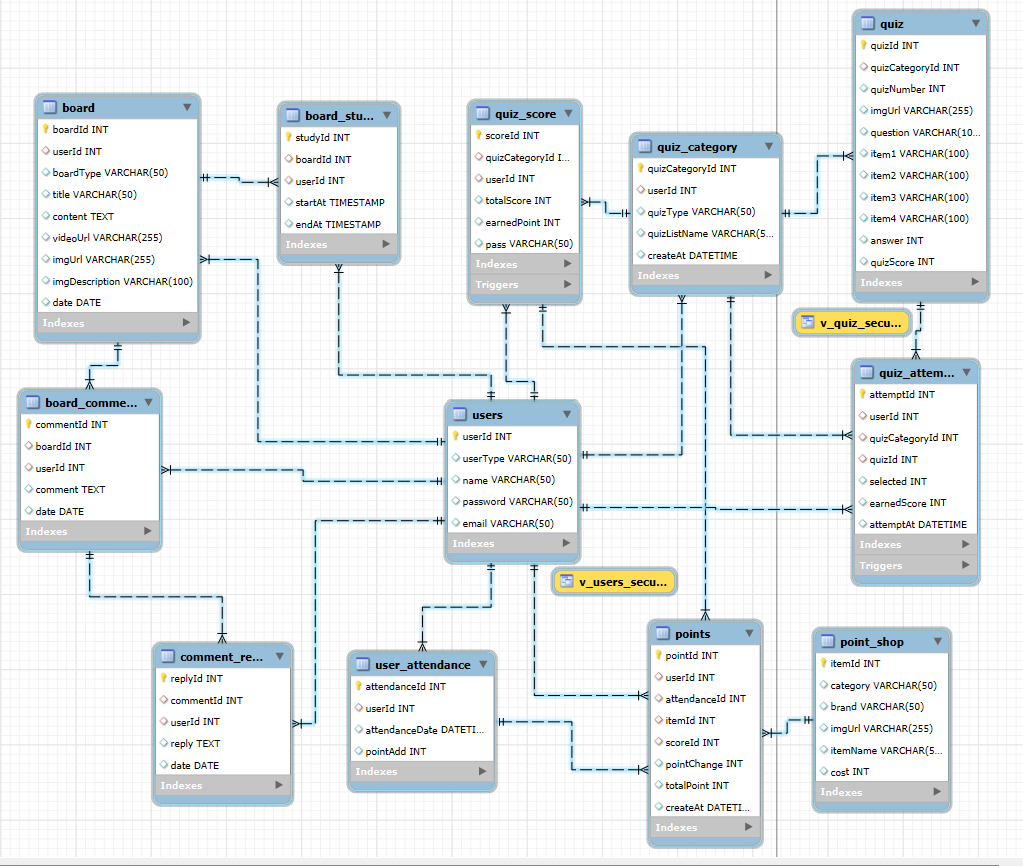 quiz
quizId INT
quizCategoryId INT
quizNumber INT
imgUrl VARCHAR(255)
question VARCHAR(10...
item1 VARCHAR(100)
item2 VARCHAR(100)
item3 VARCHAR(100)
item4 VARCHAR(100)
answer INT
quizScore INT
Indexes
board
boardId INT
userId INT
boardType VARCHAR(50)
title VARCHAR(50)
content TEXT
videoUrl VARCHAR(255)
imgUrl VARCHAR(255)
imgDescription VARCHAR(100)
date DATE
Indexes
board_stu...
studyId INT
boardId INT
userId INT
startAt TIMESTAMP
endAt TIMESTAMP
Indexes
quiz_score
scoreId INT
quizCategoryId I...
userId INT
totalScore INT
earnedPoint INT
pass VARCHAR(50)
Indexes
Triggers
quiz_category
quizCategoryId INT
userId INT
quizType VARCHAR(50)
quizListName VARCHAR(5...
createAt DATETIME
Indexes
v_quiz_secu...
board_comme...
commentId INT
boardId INT
userId INT
comment TEXT
date DATE
Indexes
users
userId INT
userType VARCHAR(50)
name VARCHAR(50)
password VARCHAR(50)
email VARCHAR(50)
Indexes
quiz_attem...
attemptId INT
userId INT
quizCategoryId INT
quizId INT
selected INT
earnedScore INT
attemptAt DATETIME
Indexes
Triggers
v_users_secu...
comment_re...
replyId INT
commentId INT
userId INT
reply TEXT
date DATE
Indexes
user_attendance
attendanceId INT
userId INT
attendanceDate DATETI...
pointAdd INT
Indexes
points
pointId INT
userId INT
attendanceId INT
itemId INT
scoreId INT
pointChange INT
totalPoint INT
createAt DATETI...
Indexes
point_shop
itemId INT
category VARCHAR(50)
brand VARCHAR(50)
imgUrl VARCHAR(255)
itemName VARCHAR(5...
cost INT
Indexes